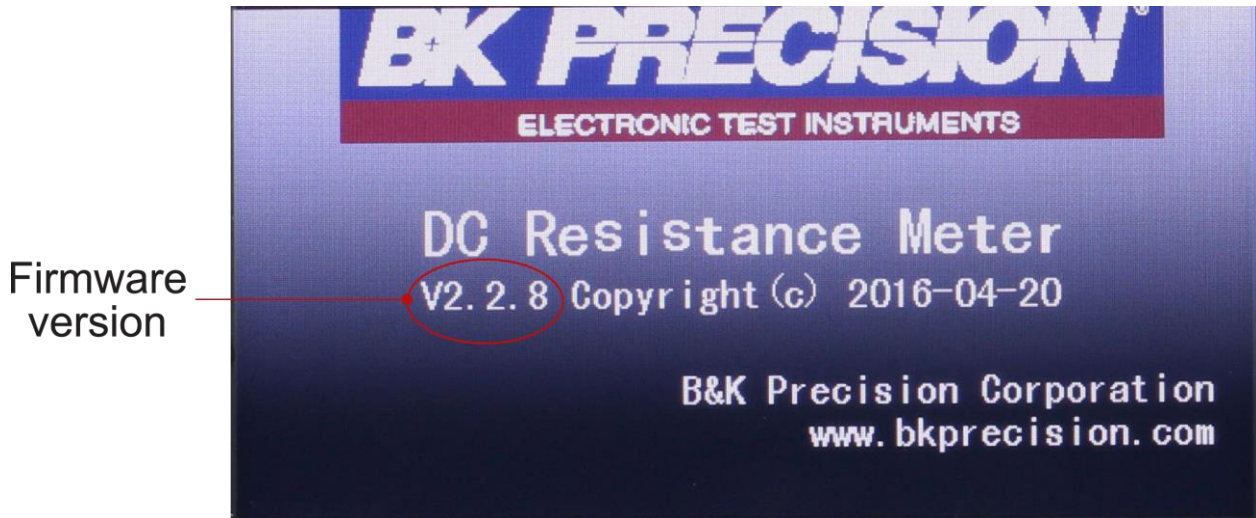 B+K PRECISION®
ELECTRONIC TEST INSTRUMENTS
DC Resistance Meter
V2.2.8 Copyright(c) 2016-04-20
B&K Precision Corporation
www.bkprecision.com
Firmware
version